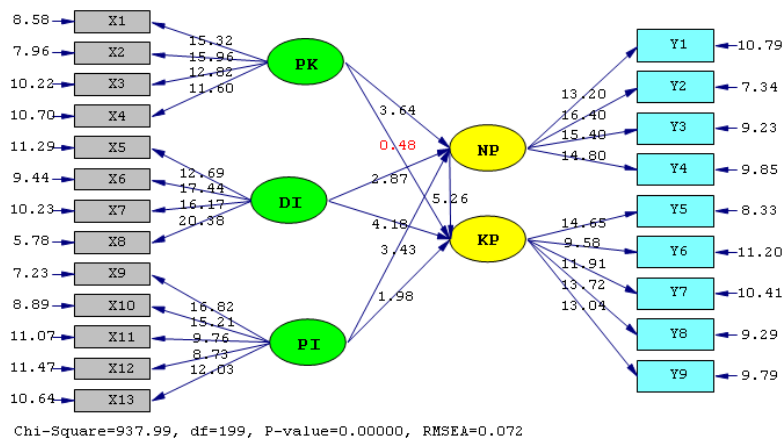 8.58 X1
7.96 X2
10.22 X3
10.70 X4
11.29 X5
9.44 X6
10.23 X7
5.78 X8
7.23 X9
8.89 X10
11.07 X11
11.47 X12
10.64 X13
15.32
15.96
12.82
11.60
12.69
17.44
16.17
20.38
16.82
15.21
9.76
8.73
12.03
PK
DI
PI
3.64
0.48
2.87
4.18
3.43
1.98
5.26
NP
KP
13.20
16.40
15.40
14.80
14.65
9.58
11.91
13.72
13.04
Y1 10.79
Y2 7.34
Y3 9.23
Y4 9.85
Y5 8.33
Y6 11.20
Y7 10.41
Y8 9.29
Y9 9.79
Chi-Square=937.99, df=199, P-value=0.00000, RMSEA=0.072